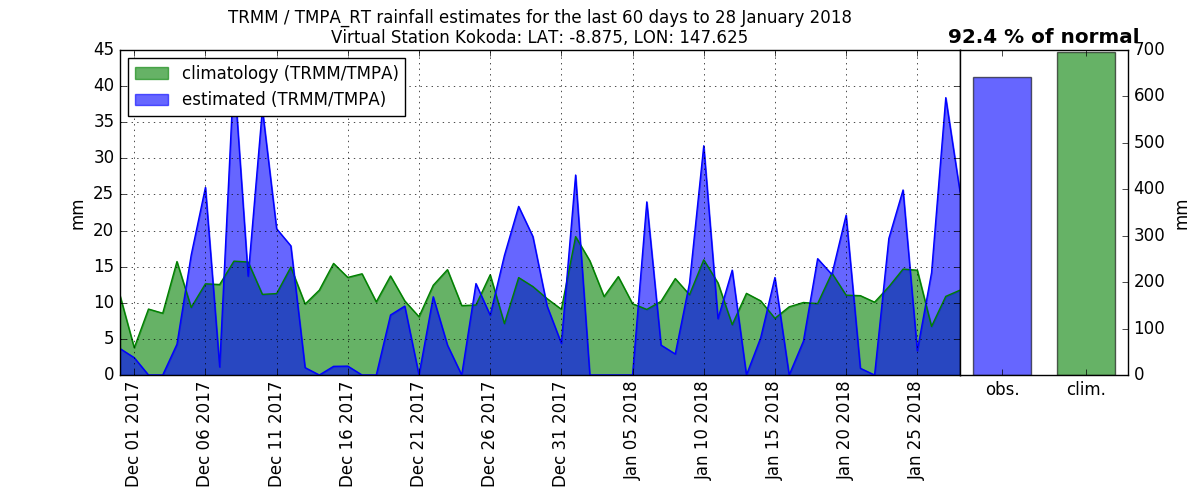 TRMM / TMPA_RT rainfall estimates for the last 60 days to 28 January 2018
Virtual Station Kokoda: LAT: -8.875, LON: 147.625
92.4 % of normal
climatology (TRMM/TMPA)
estimated (TRMM/TMPA)
mm
45
40
35
30
25
20
15
10
5
0
Dec 01 2017
Dec 06 2017
Dec 11 2017
Dec 16 2017
Dec 21 2017
Dec 26 2017
Dec 31 2017
Jan 05 2018
Jan 10 2018
Jan 15 2018
Jan 20 2018
Jan 25 2018
obs.
clim.
700
600
500
400
300
200
100
0
mm